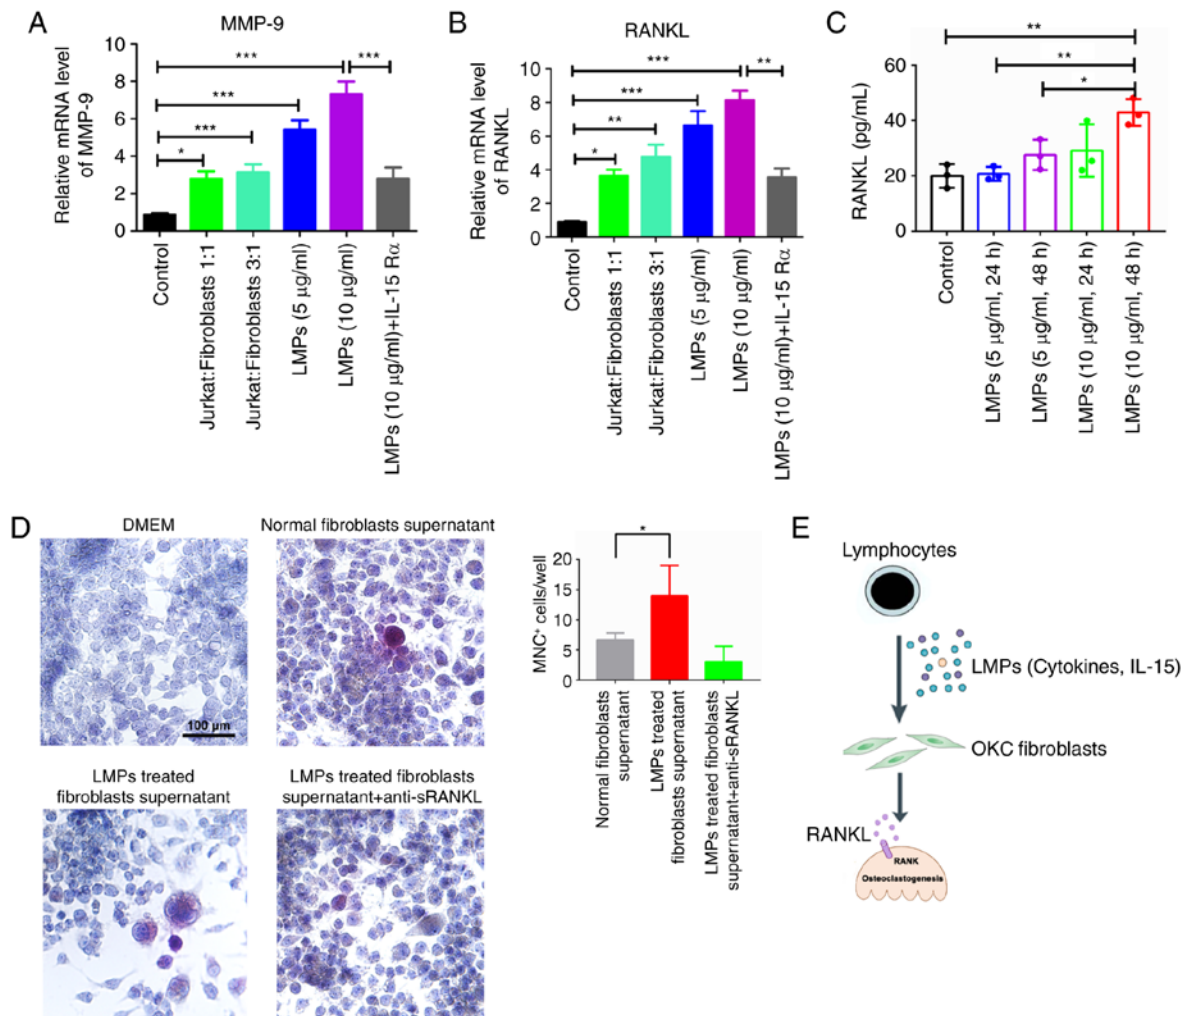 A
MMP-9
Relative mRNA level
of MMP-9
10
8
6
4
2
0
***
***
***
***
*
Control
Jurkat:Fibroblasts 1:1
Jurkat:Fibroblasts 3:1
LMPs (5 μg/ml)
LMPs (10 μg/ml)
LMPs (10 μg/ml)+IL-15 Rα
B
RANKL
Relative mRNA level
of RANKL
10
8
6
4
2
0
***
**
***
**
*
Control
Jurkat:Fibroblasts 1:1
Jurkat:Fibroblasts 3:1
LMPs (5 μg/ml)
LMPs (10 μg/ml)
LMPs (10 μg/ml)+IL-15 Rα
C
RANKL (pg/mL)
60
40
20
0
**
**
*
Control
LMPs (5 μg/ml, 24 h)
LMPs (5 μg/ml, 48 h)
LMPs (10 μg/ml, 24 h)
LMPs (10 μg/ml, 48 h)
D
DMEM
100 μm
Normal fibroblasts supernatant
LMPs treated
fibroblasts supernatant
LMPs treated fibroblasts
supernatant+anti-sRANKL
MNC⁺ cells/well
20
15
10
5
0
*
Normal fibroblasts
supernatant
LMPs treated
fibroblasts supernatant
LMPs treated fibroblasts
supernatant+anti-sRANKL
E
Lymphocytes
LMPs (Cytokines, IL-15)
OKC fibroblasts
RANKL
RANK
Osteoclastogenesis